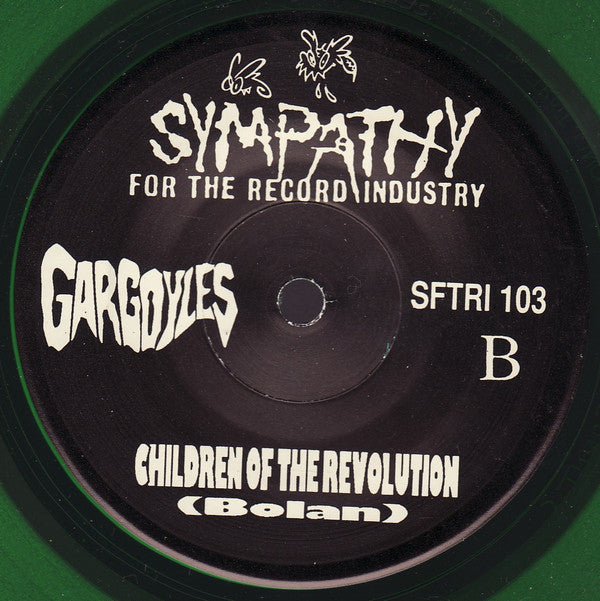 SYMPATHY
FOR THE RECORD INDUSTRY
GARGOYLES
SFTRI 103
B
CHILDREN OF THE REVOLUTION
(Bolan)